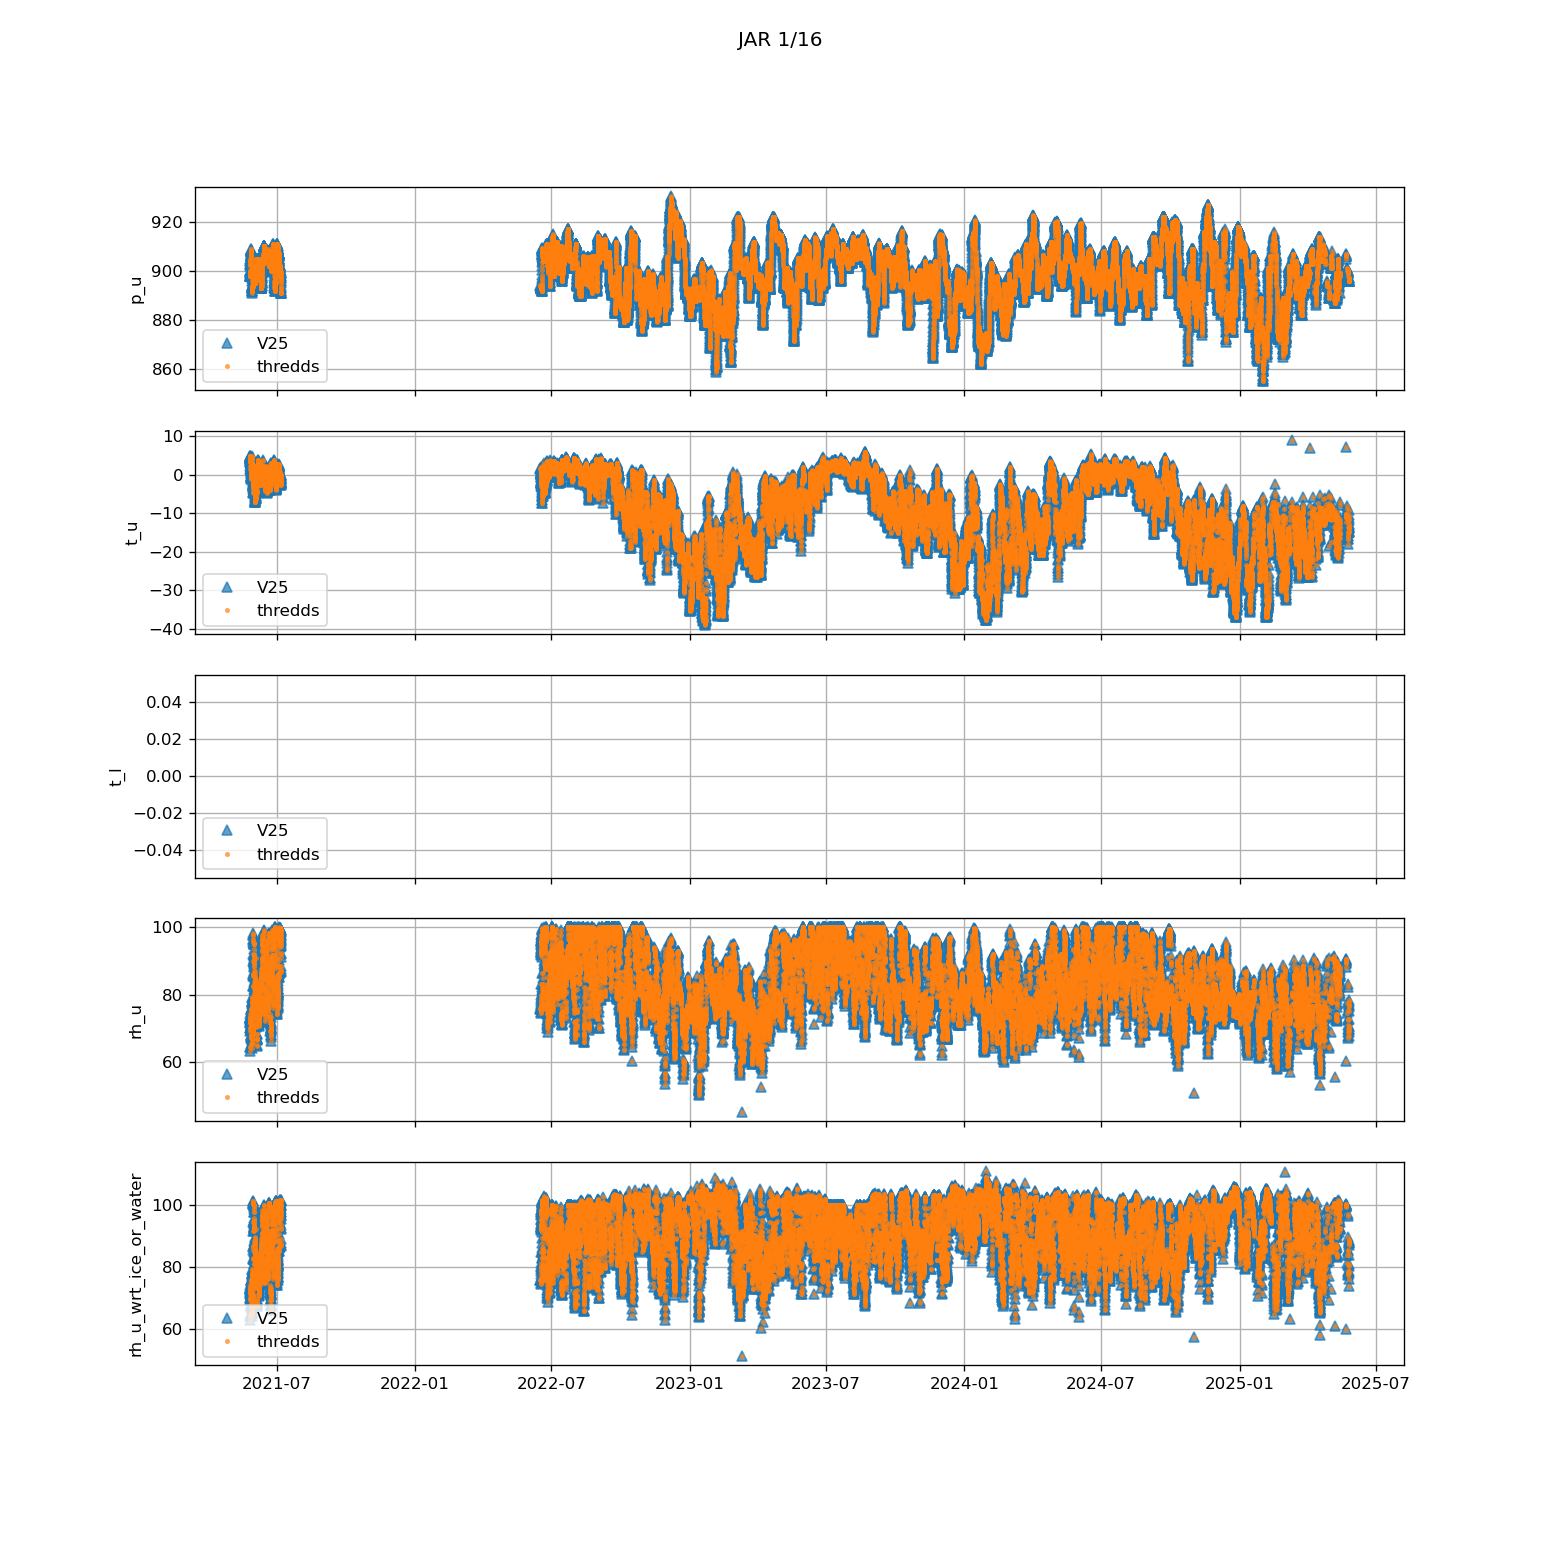 JAR 1/16
920
900
880
860
p_u
V25
thredds
10
0
−10
−20
−30
−40
t_u
V25
thredds
0.04
0.02
0.00
−0.02
−0.04
t_l
V25
thredds
100
80
60
rh_u
V25
thredds
100
80
60
rh_u_wrt_ice_or_water
V25
thredds
2021-07 2022-01 2022-07 2023-01 2023-07 2024-01 2024-07 2025-01 2025-07